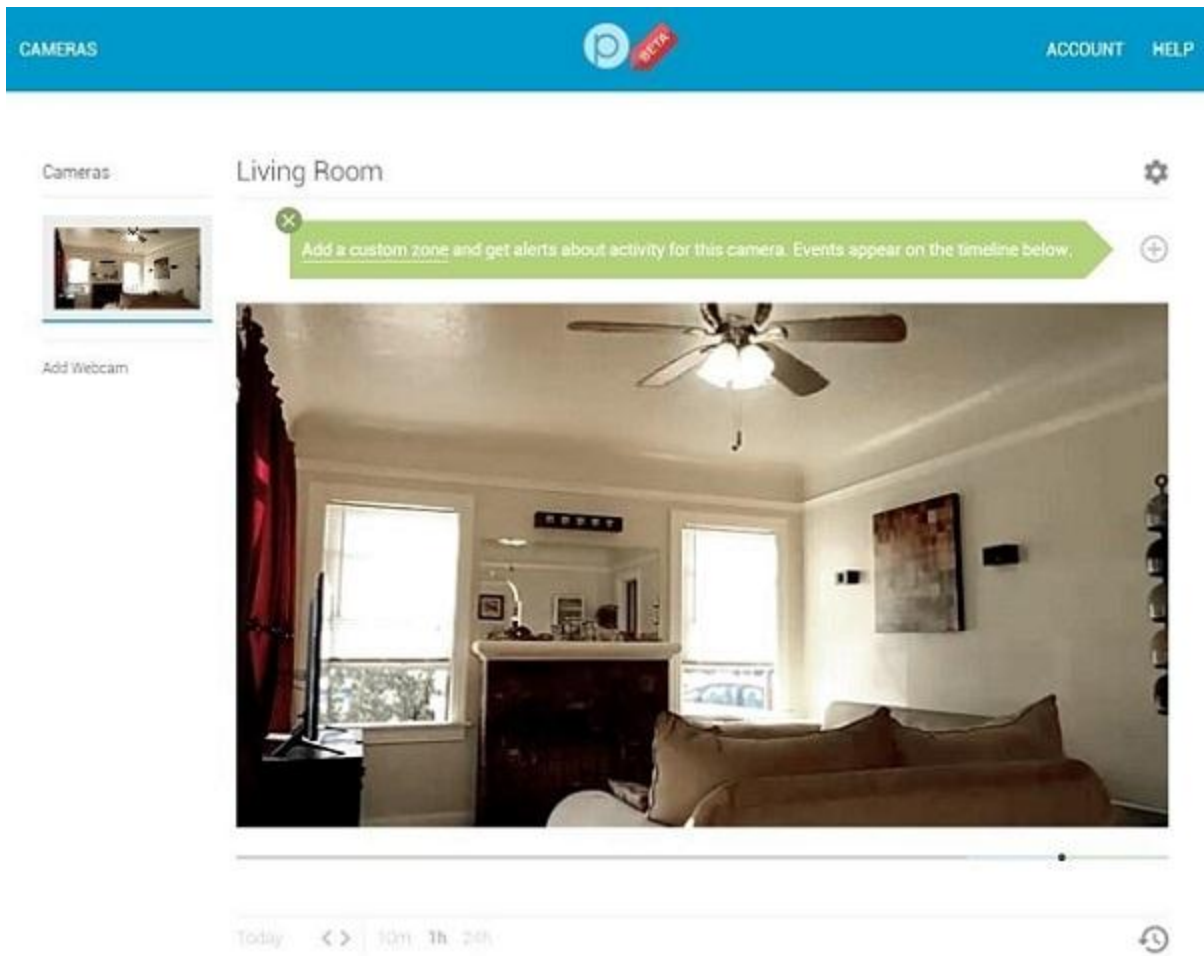 CAMERAS
p BETA
ACCOUNT HELP
Cameras
Living Room
Add a custom zone and get alerts about activity for this camera. Events appear on the timeline below.
Add Webcam
Today < > 10m 1h 24h